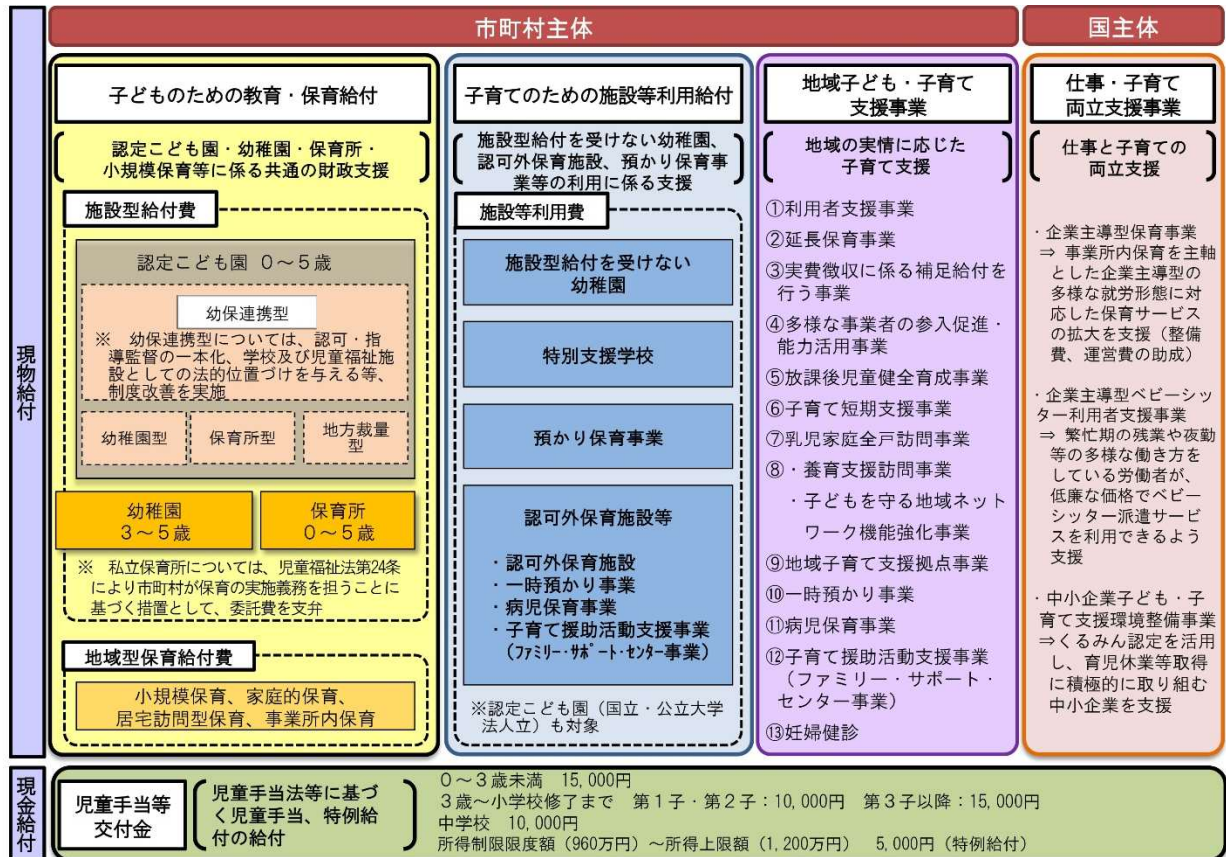 市町村主体
国主体
現物給付
子どものための教育・保育給付
認定こども園・幼稚園・保育所・
小規模保育等に係る共通の財政支援
施設型給付費
認定こども園 0～5歳
幼保連携型
※ 幼保連携型については、認可・指
導監督の一本化、学校及び児童福祉施
設としての法的位置づけを与える等、
制度改善を実施
幼稚園型
保育所型
地方裁量
型
幼稚園
3～5歳
保育所
0～5歳
※ 私立保育所については、児童福祉法第24条
により市町村が保育の実施義務を担うことに
基づく措置として、委託費を支弁
地域型保育給付費
小規模保育、家庭的保育、
居宅訪問型保育、事業所内保育
子育てのための施設等利用給付
施設型給付を受けない幼稚園、
認可外保育施設、預かり保育事
業等の利用に係る支援
施設等利用費
施設型給付を受けない
幼稚園
特別支援学校
預かり保育事業
認可外保育施設等
・認可外保育施設
・一時預かり事業
・病児保育事業
・子育て援助活動支援事業
(ﾌｧﾐﾘｰ･ｻﾎﾟｰﾄ･ｾﾝﾀｰ事業)
※認定こども園（国立・公立大学
法人立）も対象
地域子ども・子育て
支援事業
地域の実情に応じた
子育て支援
①利用者支援事業
②延長保育事業
③実費徴収に係る補足給付を
行う事業
④多様な事業者の参入促進・
能力活用事業
⑤放課後児童健全育成事業
⑥子育て短期支援事業
⑦乳児家庭全戸訪問事業
⑧・養育支援訪問事業
・子どもを守る地域ネット
ワーク機能強化事業
⑨地域子育て支援拠点事業
⑩一時預かり事業
⑪病児保育事業
⑫子育て援助活動支援事業
（ファミリー・サポート・
センター事業）
⑬妊婦健診
仕事・子育て
両立支援事業
仕事と子育ての
両立支援
・企業主導型保育事業
⇒ 事業所内保育を主軸
とした企業主導型の
多様な就労形態に対
応した保育サービス
の拡大を支援（整備
費、運営費の助成）
・企業主導型ベビーシッ
ター利用者支援事業
⇒ 繁忙期の残業や夜勤
等の多様な働き方を
している労働者が、
低廉な価格でベビー
シッター派遣サービ
スを利用できるよう
支援
・中小企業子ども・子
育て支援環境整備事業
⇒くるみん認定を活用
し、育児休業等取得
に積極的に取り組む
中小企業を支援
現金給付
児童手当等
交付金
児童手当法等に基づ
く児童手当、特例給
付の給付
0～3歳未満 15,000円
3歳～小学校修了まで 第1子・第2子：10,000円 第3子以降：15,000円
中学校 10,000円
所得制限限度額（960万円）～所得上限額（1,200万円） 5,000円（特例給付）